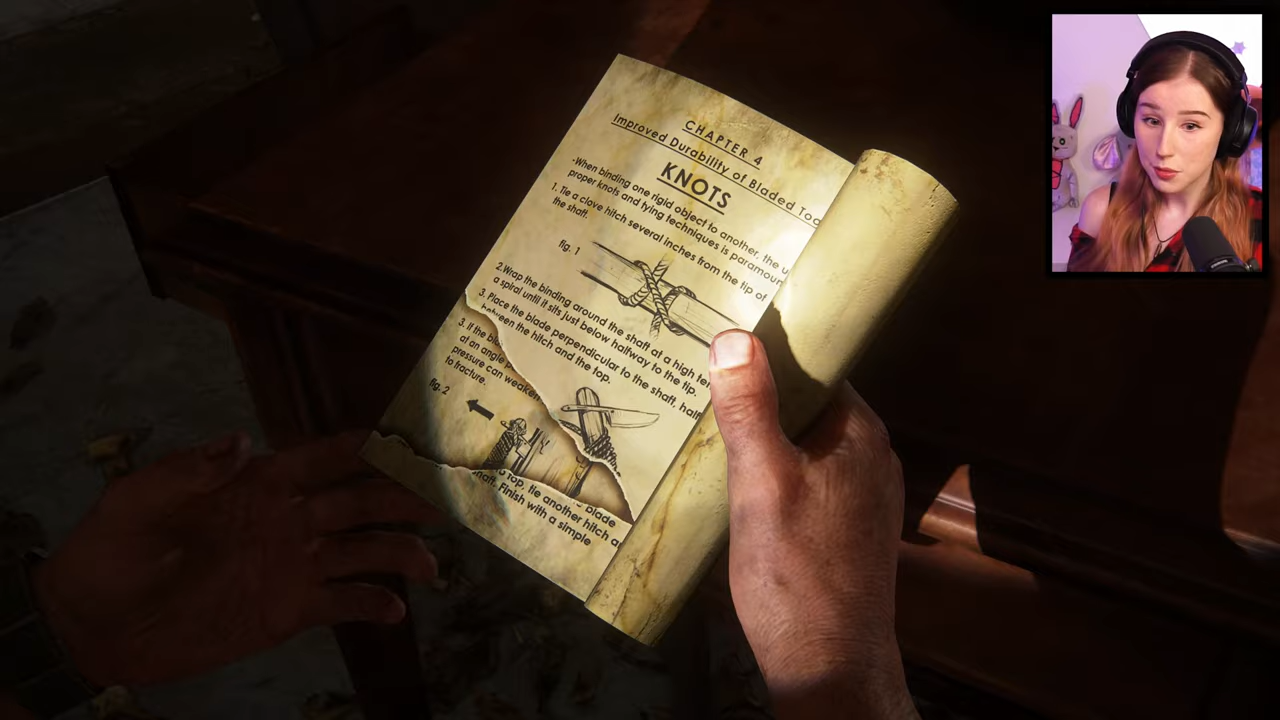 CHAPTER 4
Improved Durability of Bladed
KNOTS
-When binding one rigid object to another, the
proper knots and tying techniques is
1. Tie a clove hitch several inches from the tip of
the shaft.
fig. 1
2.Wrap the binding around the shaft at a high
a spiral until it sits just below halfway to the tip.
3. Place the blade perpendicular to the shaft,
between the hitch and the top.
3. If the
at an angle
pressure can weaken
to fracture.
fig. 2
top, tie another hitch
blade
Finish with a simple